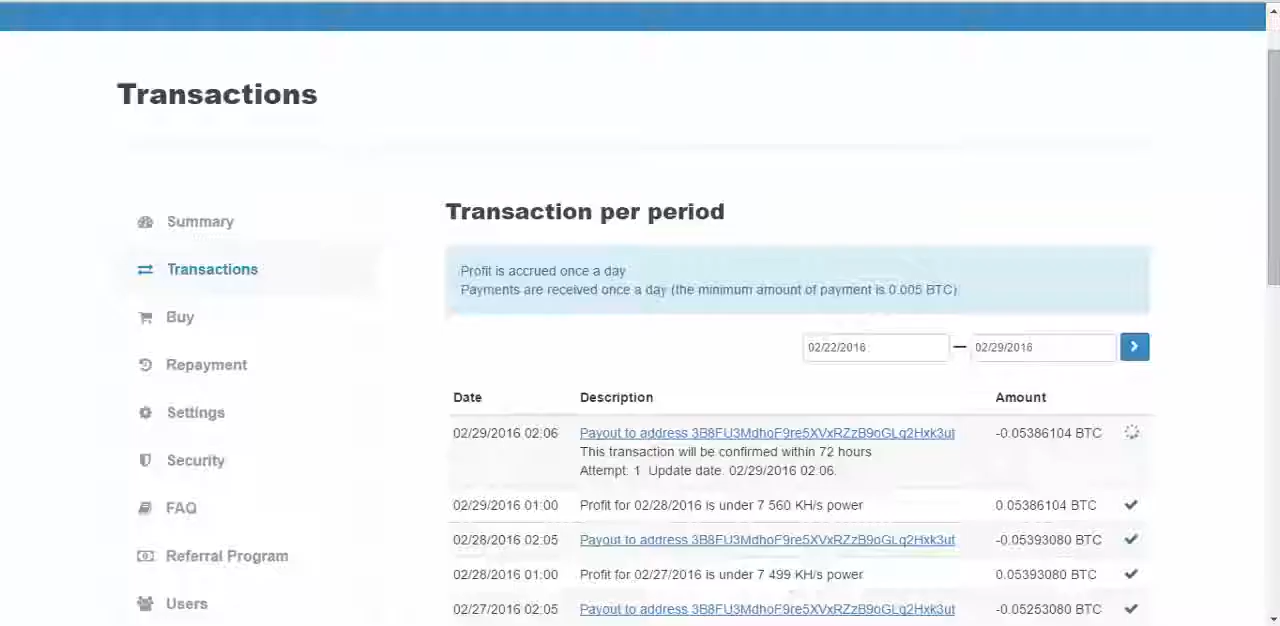 Transactions
Summary
Transactions
Buy
Repayment
Settings
Security
FAQ
Referral Program
Users
Transaction per period
Profit is accrued once a day
Payments are received once a day (the minimum amount of payment is 0.005 BTC)
02/22/2016 — 02/29/2016
Date Description Amount
02/29/2016 02:06 Payout to address 3B8FU3MdhoF9re5XVxRZzB9oGLq2Hxk3ut -0.05386104 BTC
This transaction will be confirmed within 72 hours
Attempt: 1 Update date: 02/29/2016 02:06.
02/29/2016 01:00 Profit for 02/28/2016 is under 7 560 KH/s power 0.05386104 BTC
02/28/2016 02:05 Payout to address 3B8FU3MdhoF9re5XVxRZzB9oGLq2Hxk3ut -0.05393080 BTC
02/28/2016 01:00 Profit for 02/27/2016 is under 7 499 KH/s power 0.05393080 BTC
02/27/2016 02:05 Payout to address 3B8FU3MdhoF9re5XVxRZzB9oGLq2Hxk3ut -0.05253080 BTC